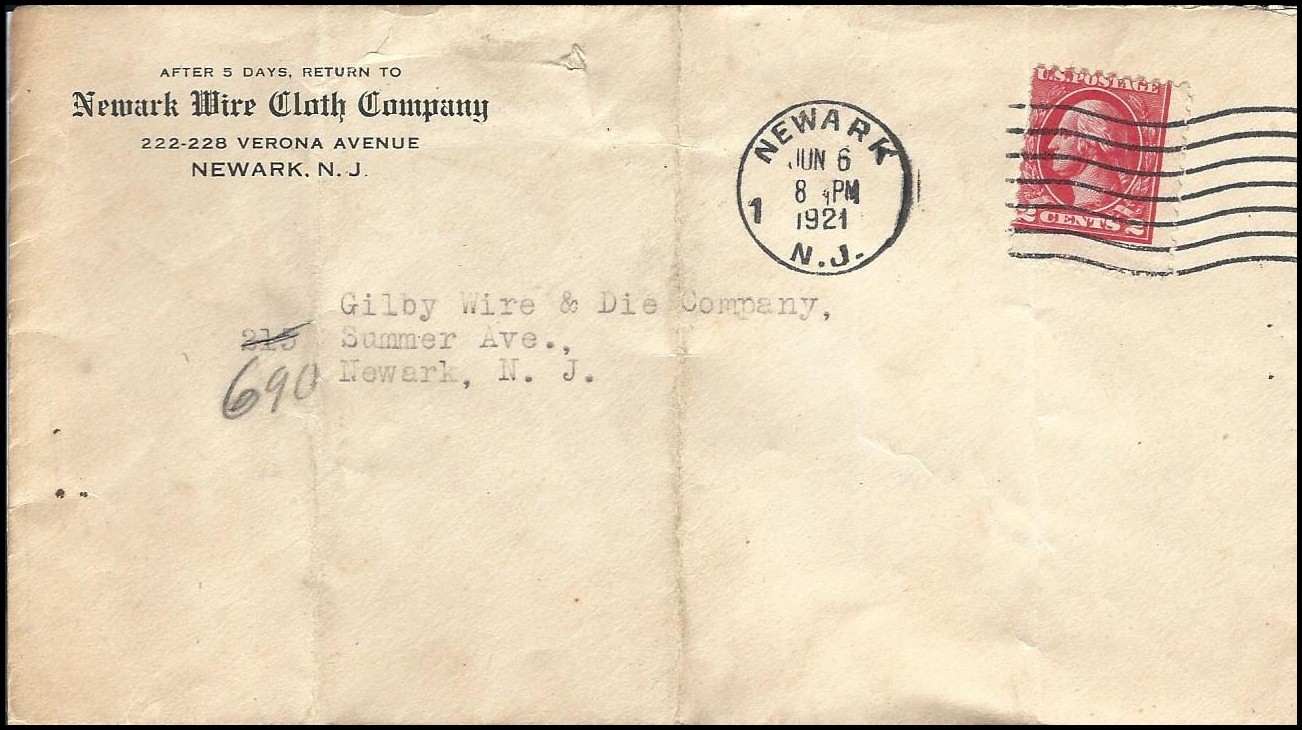 AFTER 5 DAYS, RETURN TO
Newark Wire Cloth Company
222-228 VERONA AVENUE
NEWARK, N. J.
NEWARK
JUN 6
8 PM
1921
1
N.J.
U.S. POSTAGE
2 CENTS 2
Gilby Wire & Die Company,
215 Summer Ave.,
690 Newark, N. J.